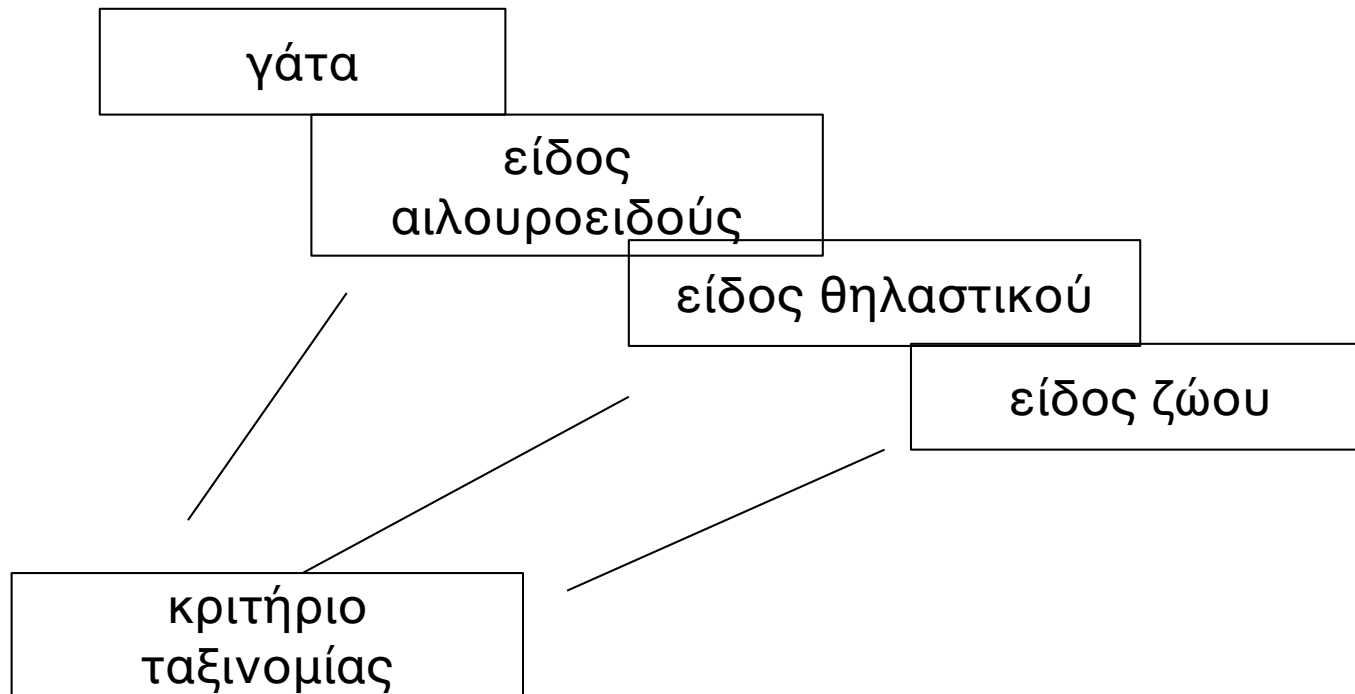 γάτα
είδος
αιλουροειδούς
είδος θηλαστικού
είδος ζώου
κριτήριο
ταξινομίας